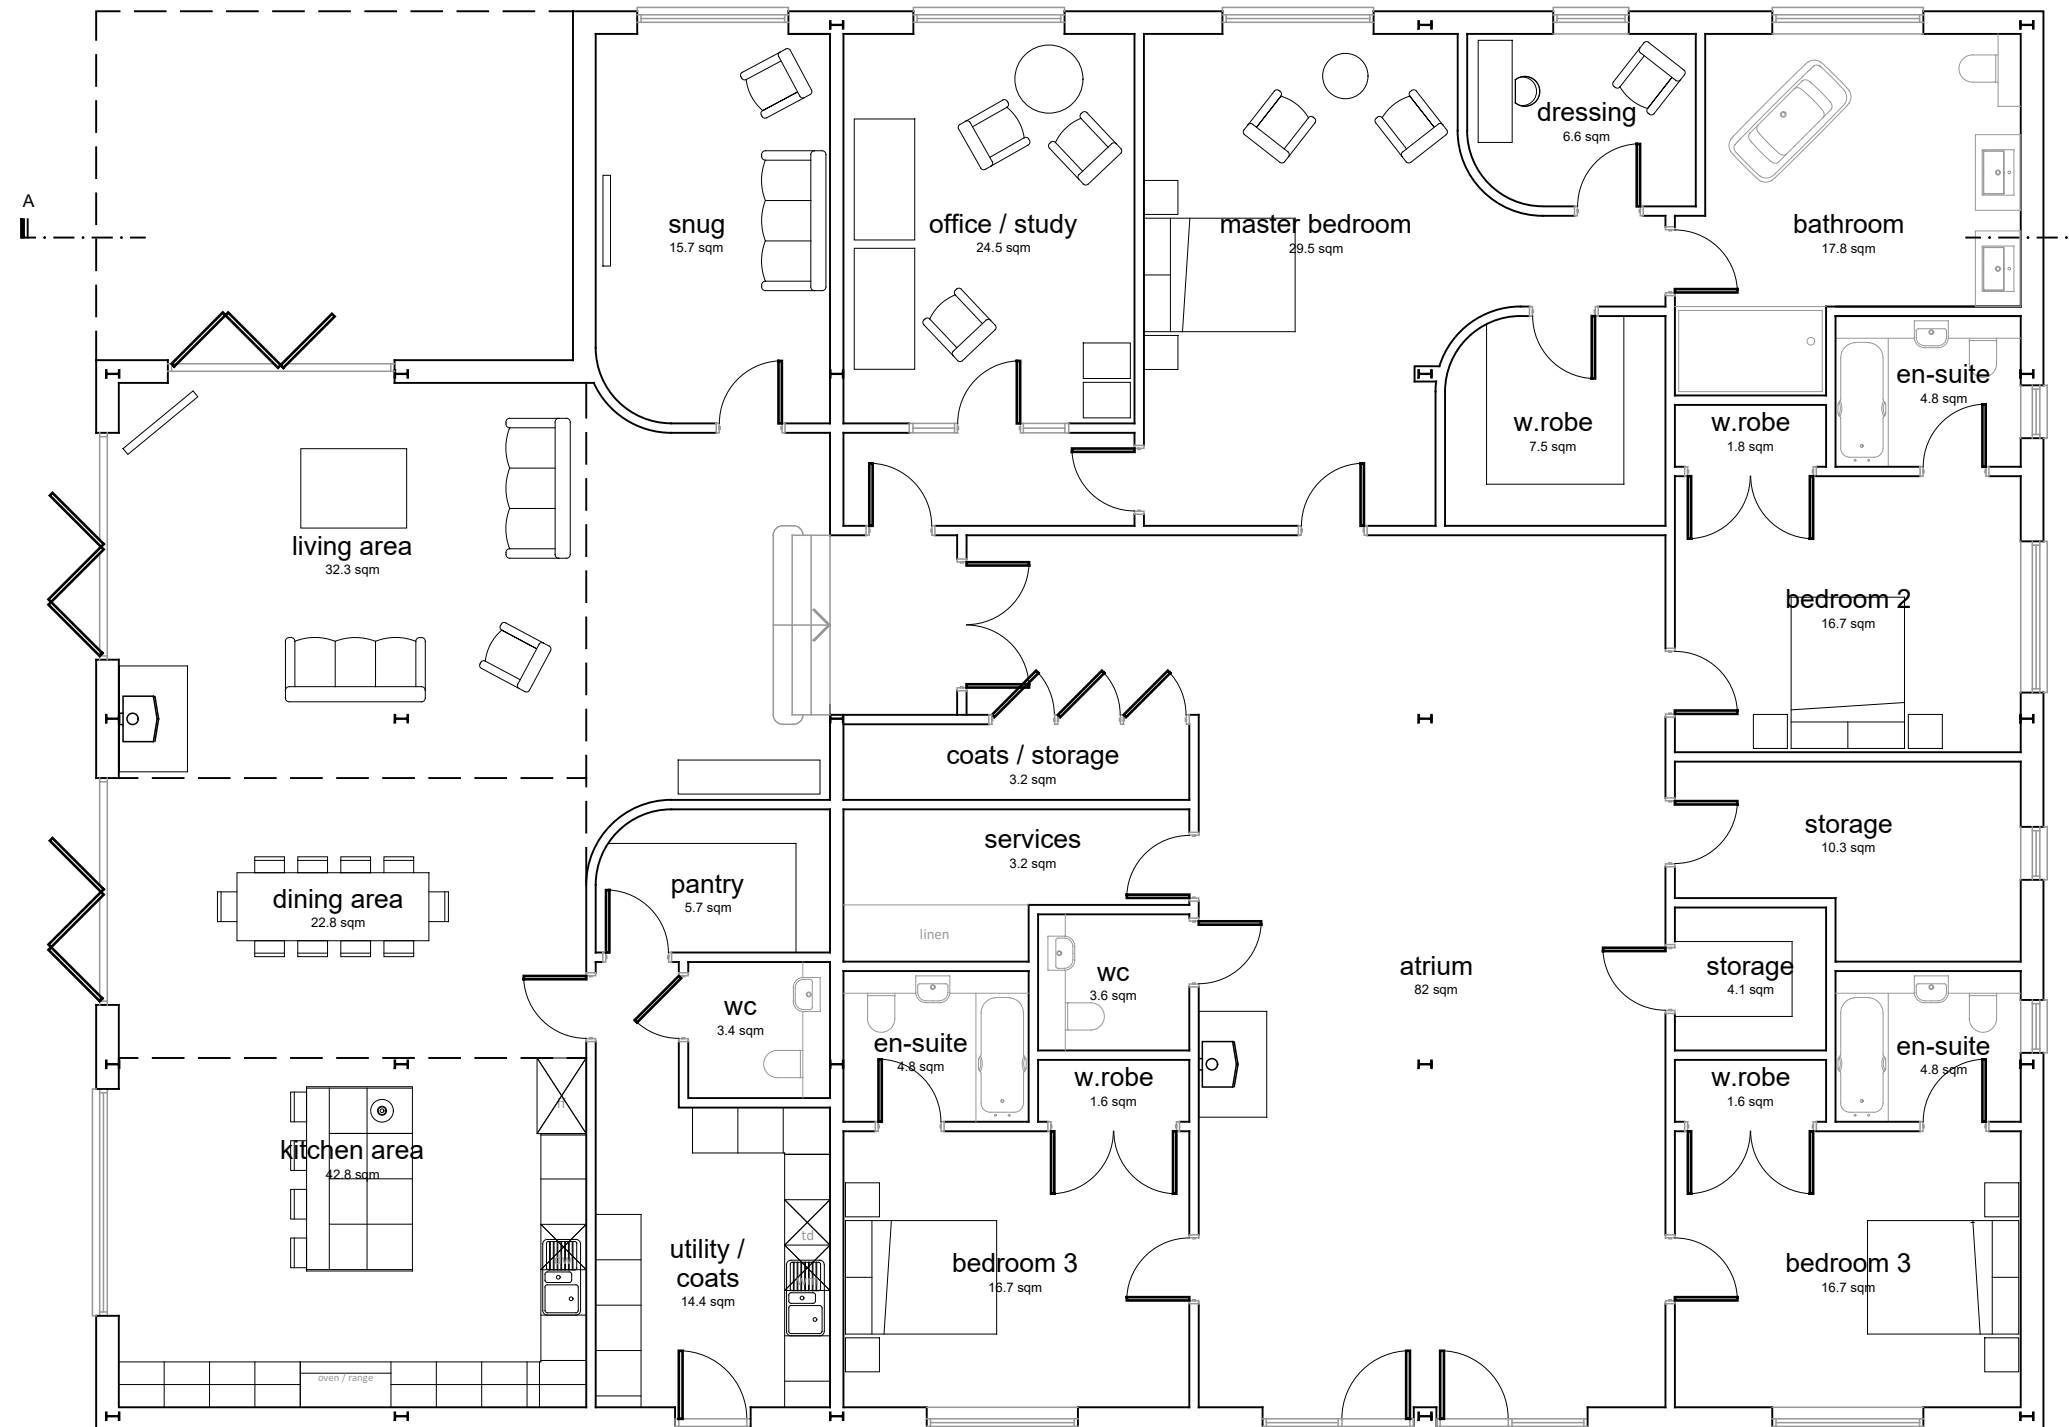 A
snug
15.7 sqm
office / study
24.5 sqm
master bedroom
29.5 sqm
dressing
6.6 sqm
bathroom
17.8 sqm
living area
32.3 sqm
w.robe
7.5 sqm
w.robe
1.8 sqm
en-suite
4.8 sqm
bedroom 2
16.7 sqm
coats / storage
3.2 sqm
services
3.2 sqm
linen
storage
10.3 sqm
dining area
22.8 sqm
pantry
5.7 sqm
wc
3.4 sqm
wc
3.6 sqm
atrium
82 sqm
storage
4.1 sqm
en-suite
4.8 sqm
w.robe
1.6 sqm
w.robe
1.6 sqm
en-suite
4.8 sqm
kitchen area
42.8 sqm
oven / range
utility /
coats
14.4 sqm
td
bedroom 3
16.7 sqm
bedroom 3
16.7 sqm